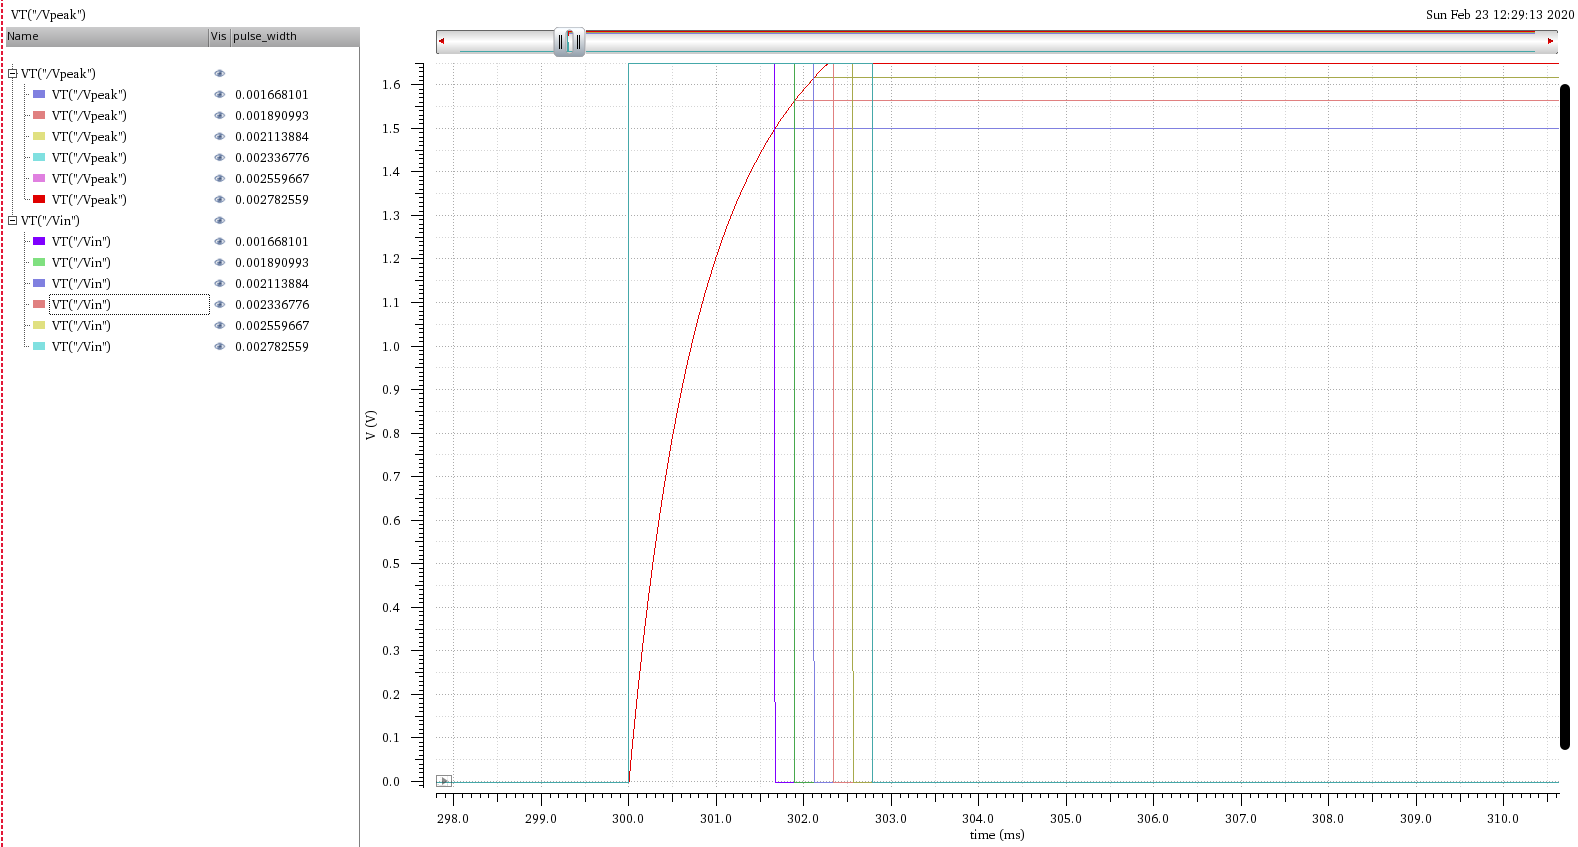 VT("/Vpeak")
Sun Feb 23 12:29:13 2020
Name Vis pulse_width
VT("/Vpeak")
VT("/Vpeak") 0.001668101
VT("/Vpeak") 0.001890993
VT("/Vpeak") 0.002113884
VT("/Vpeak") 0.002336776
VT("/Vpeak") 0.002559667
VT("/Vpeak") 0.002782559
VT("/Vin")
VT("/Vin") 0.001668101
VT("/Vin") 0.001890993
VT("/Vin") 0.002113884
VT("/Vin") 0.002336776
VT("/Vin") 0.002559667
VT("/Vin") 0.002782559
V (V)
1.6
1.5
1.4
1.3
1.2
1.1
1.0
0.9
0.8
0.7
0.6
0.5
0.4
0.3
0.2
0.1
0.0
298.0 299.0 300.0 301.0 302.0 303.0 304.0 305.0 306.0 307.0 308.0 309.0 310.0
time (ms)